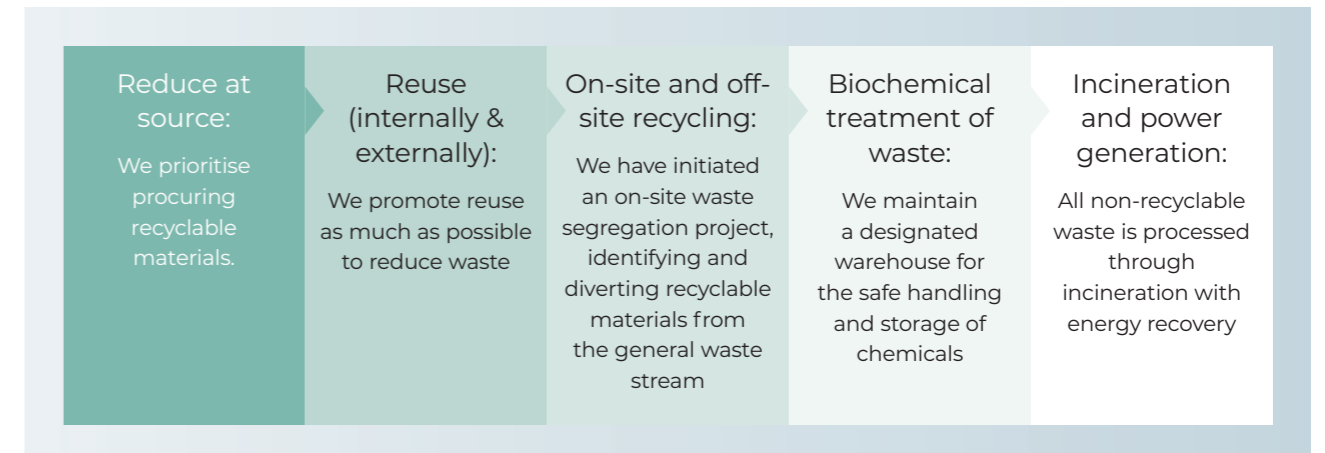 Reduce at
source:
We prioritise
procuring
recyclable
materials.
Reuse
(internally &
externally):
We promote reuse
as much as possible
to reduce waste
On-site and off-
site recycling:
We have initiated
an on-site waste
segregation project,
identifying and
diverting recyclable
materials from
the general waste
stream
Biochemical
treatment of
waste:
We maintain
a designated
warehouse for
the safe handling
and storage of
chemicals
Incineration
and power
generation:
All non-recyclable
waste is processed
through
incineration with
energy recovery